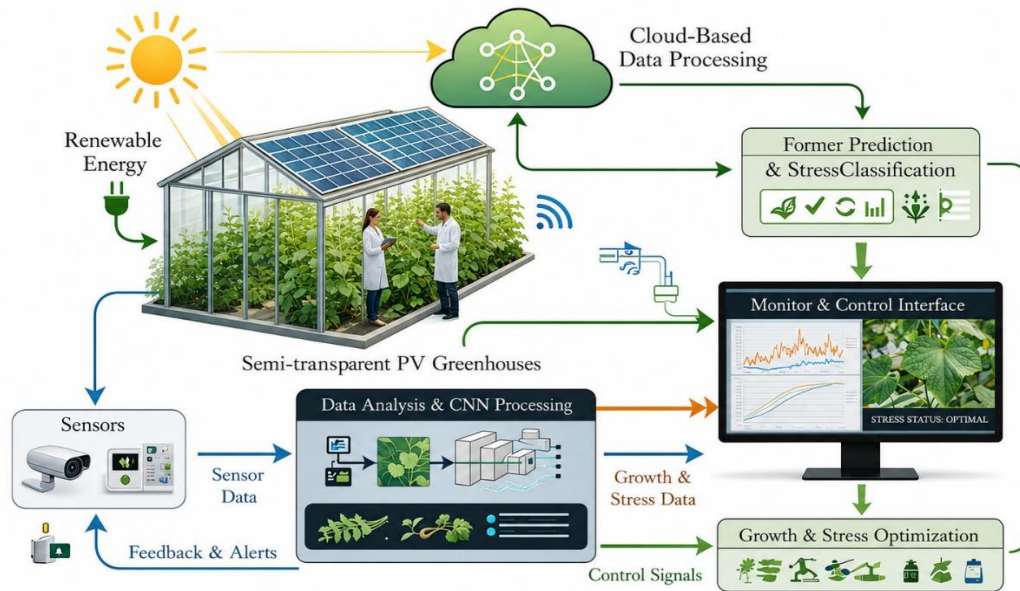 Cloud-Based
Data Processing
Renewable
Energy
Former Prediction
& StressClassification
Monitor & Control Interface
STRESS STATUS: OPTIMAL
Semi-transparent PV Greenhouses
Sensors
Sensor
Data
Data Analysis & CNN Processing
Growth &
Stress Data
Feedback & Alerts
Control Signals
Growth & Stress Optimization